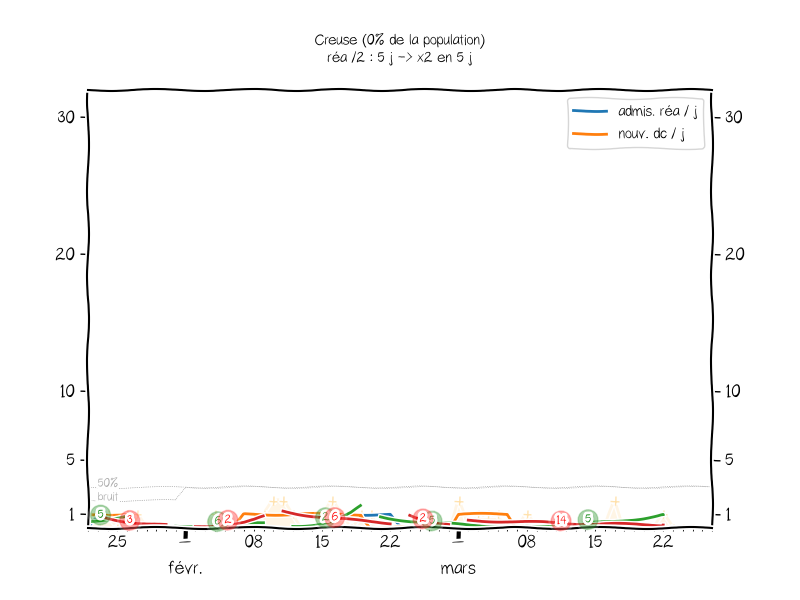 Creuse (0% de la population)
réa /2 : 5 j -> x2 en 5 j
admis. réa / j
nouv. dc / j
30 30
20 20
10 10
5 5
50%
bruit
1 1
5 3 6 2 6 2 5 14 5
25 08 15 22 08 15 22
févr. mars